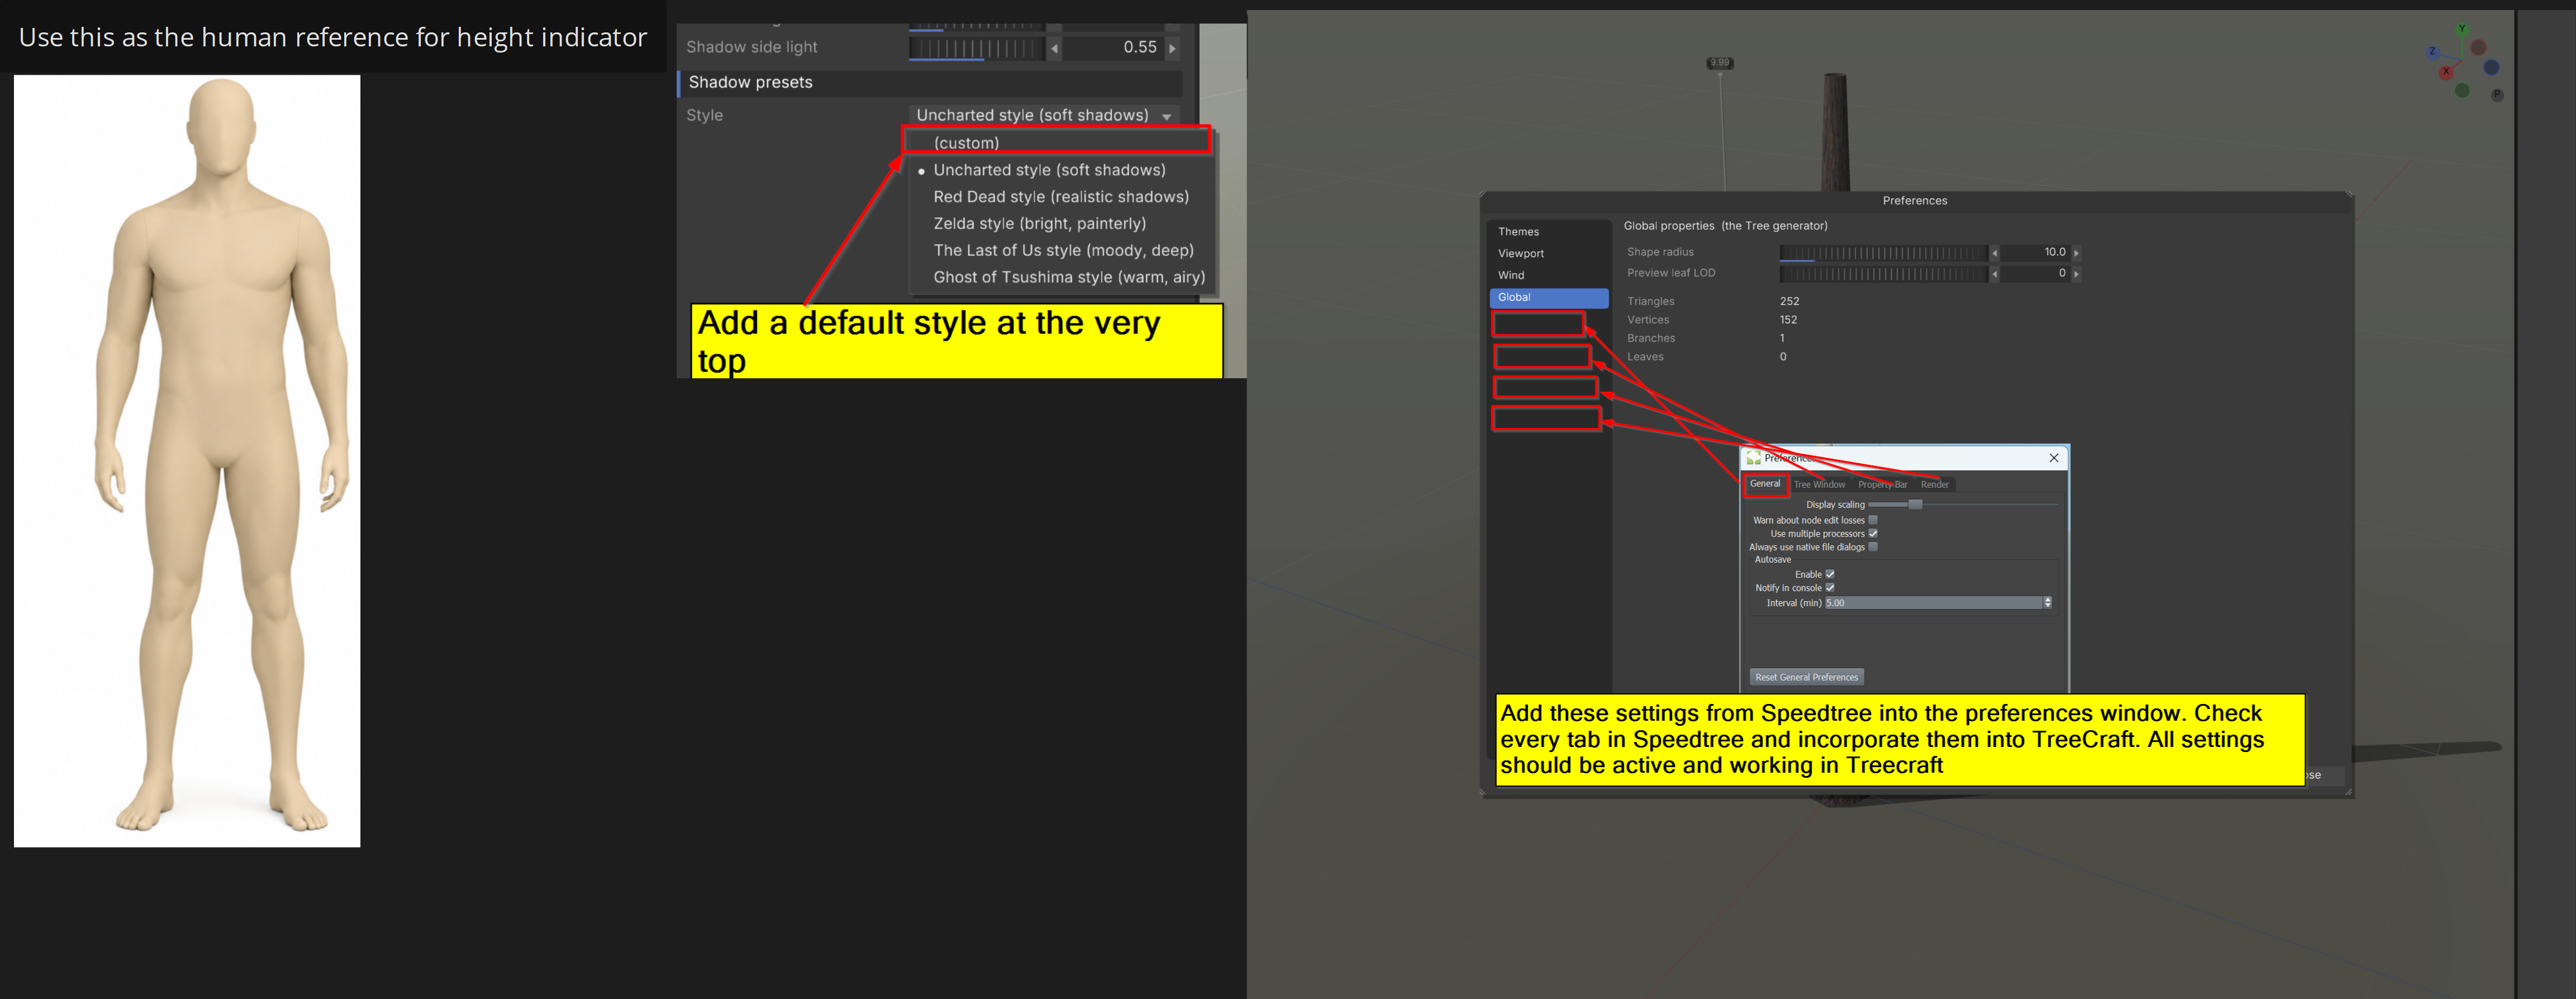 Use this as the human reference for height indicator
Shadow side light
0.55
Shadow presets
Style
Uncharted style (soft shadows)
(custom)
Uncharted style (soft shadows)
Red Dead style (realistic shadows)
Zelda style (bright, painterly)
The Last of Us style (moody, deep)
Ghost of Tsushima style (warm, airy)
Add a default style at the very
top
9.99
Y
Z
X
P
Preferences
Themes
Viewport
Wind
Global
Global properties (the Tree generator)
Shape radius
10.0
Preview leaf LOD
0
Triangles
252
Vertices
152
Branches
1
Leaves
0
Preferences
General
Tree Window
Property Bar
Render
Display scaling
Warn about node edit losses
Use multiple processors
Always use native file dialogs
Autosave
Enable
Notify in console
Interval (min)
5.00
Reset General Preferences
Add these settings from Speedtree into the preferences window. Check
every tab in Speedtree and incorporate them into TreeCraft. All settings
should be active and working in Treecraft
ose